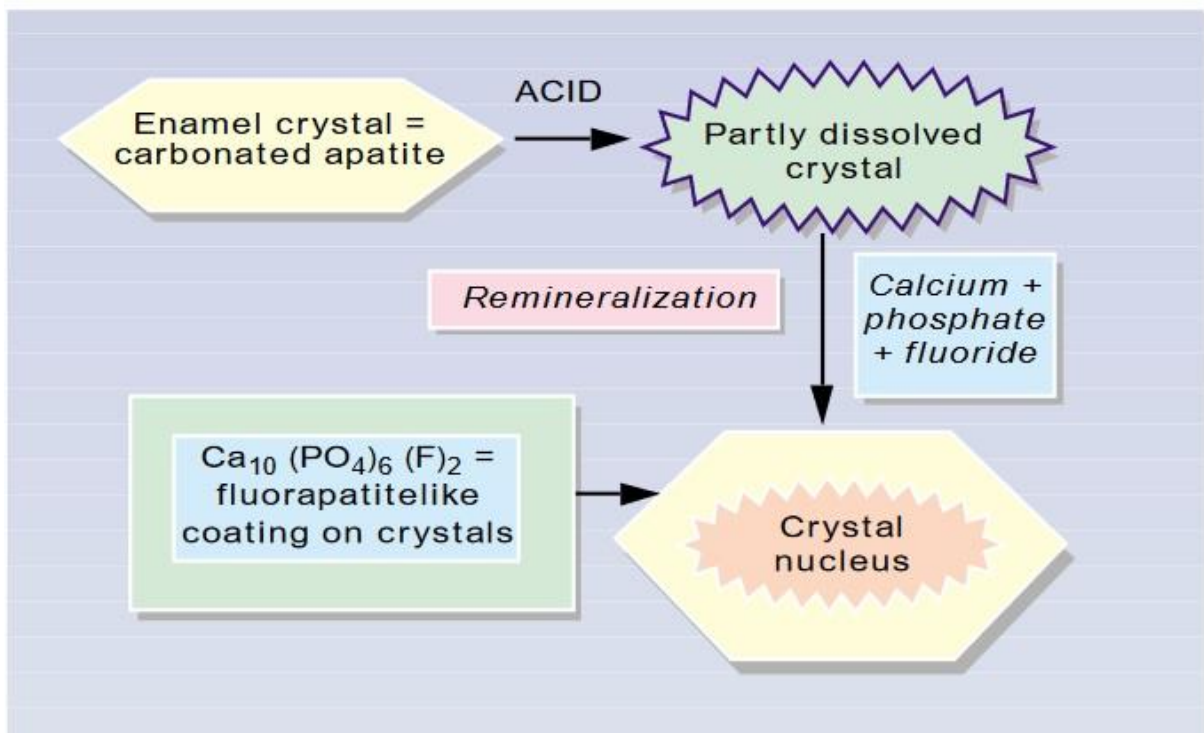 ACID
Enamel crystal =
carbonated apatite
Partly dissolved
crystal
Remineralization
Calcium +
phosphate
+ fluoride
Ca₁₀ (PO₄)₆ (F)₂ =
fluorapatitelike
coating on crystals
Crystal
nucleus